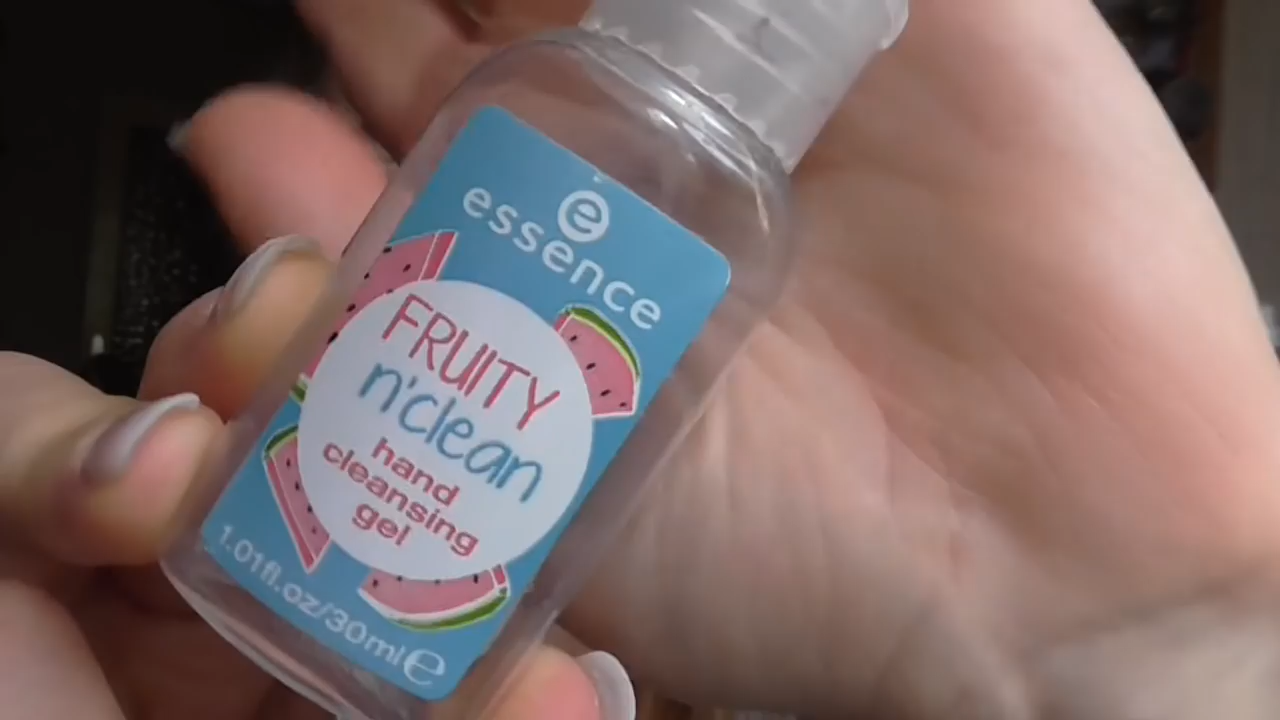 e
essence
FRUITY
n'clean
hand
cleansing
gel
1.01fl.oz/30ml℮